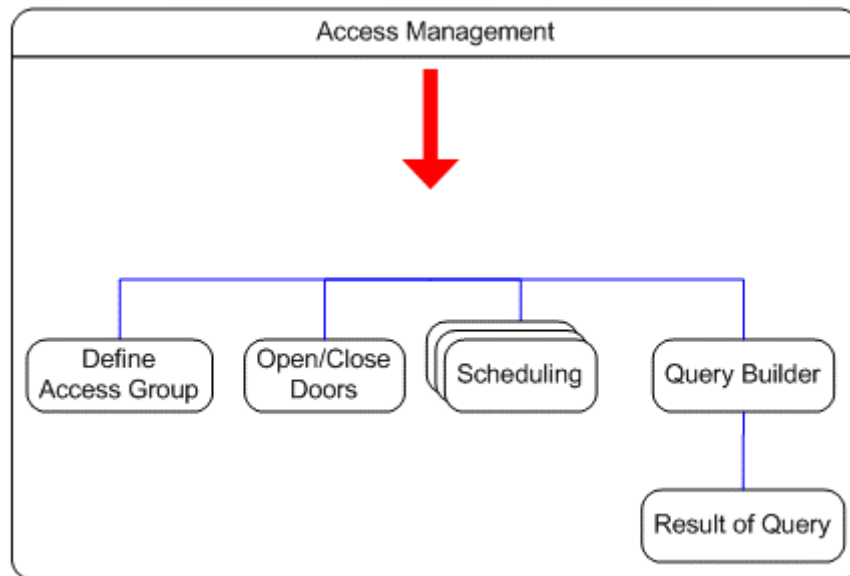 Access Management
Define
Access Group
Open/Close
Doors
Scheduling
Query Builder
Result of Query